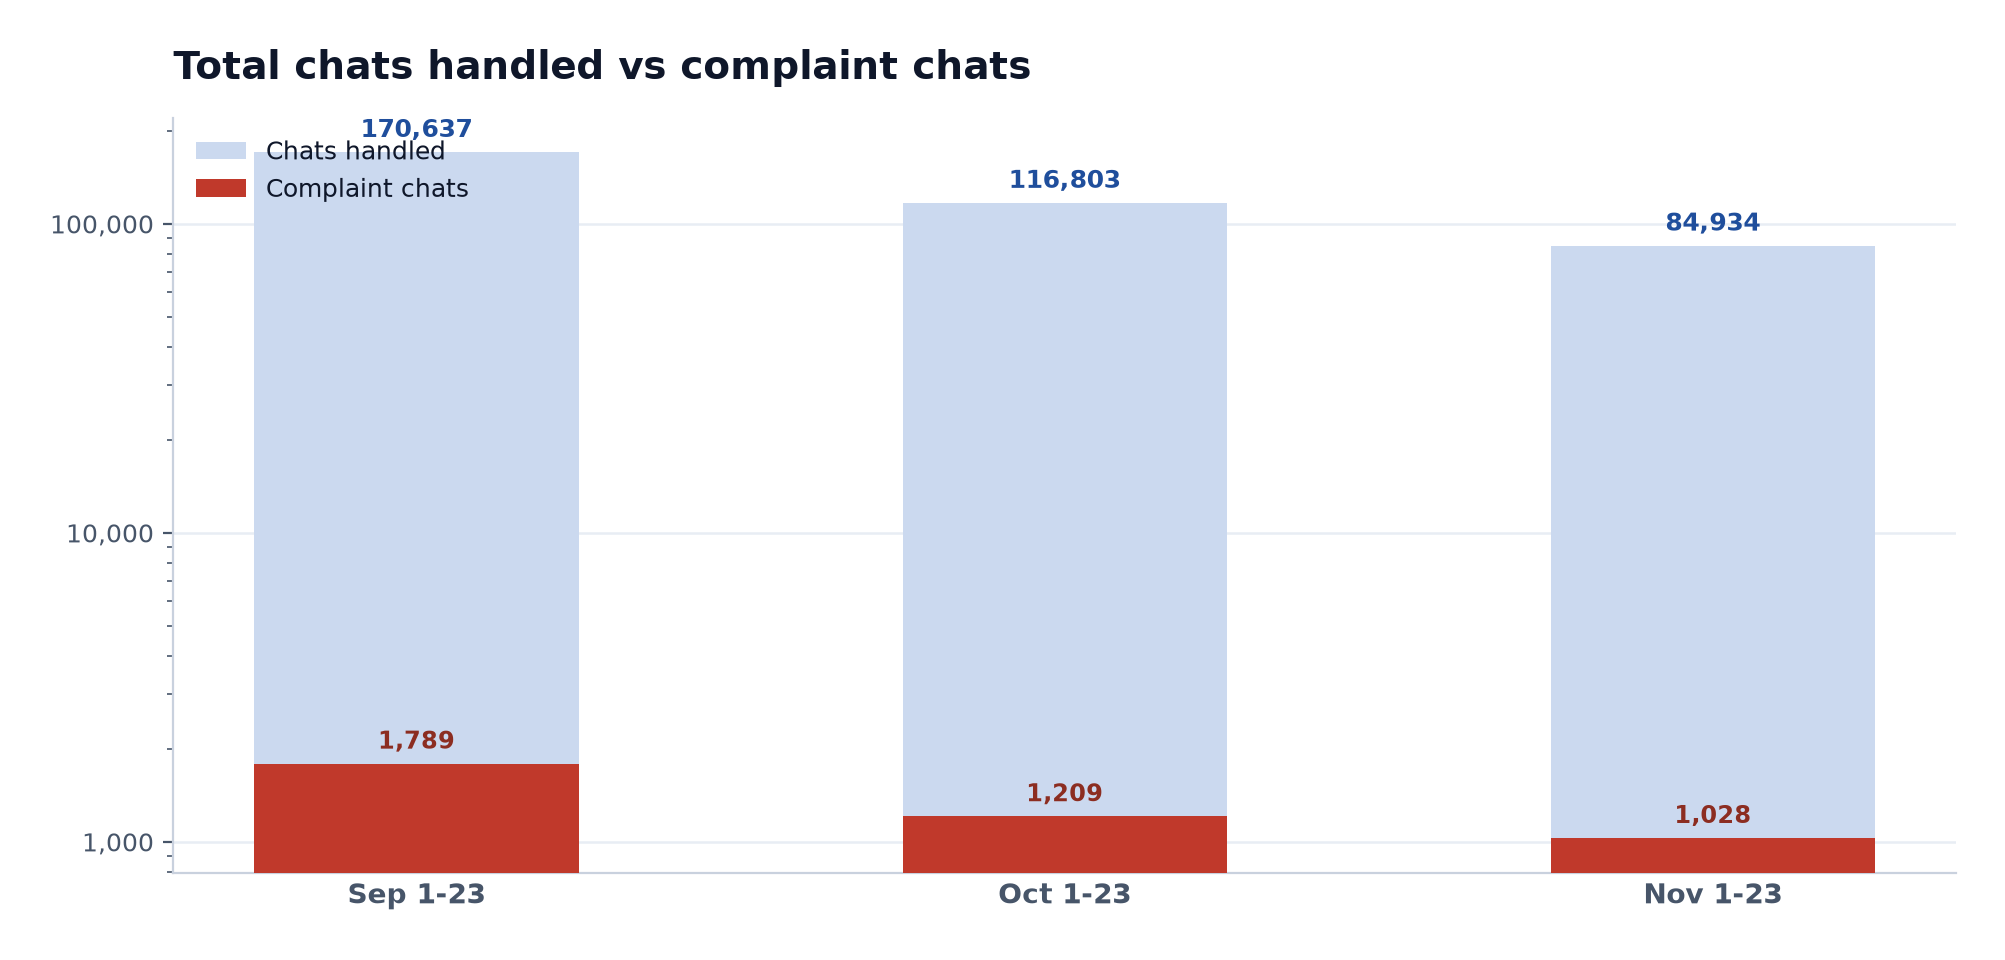 Total chats handled vs complaint chats
170,637
Chats handled
Complaint chats
116,803
84,934
100,000
10,000
1,000
1,789
1,209
1,028
Sep 1-23
Oct 1-23
Nov 1-23